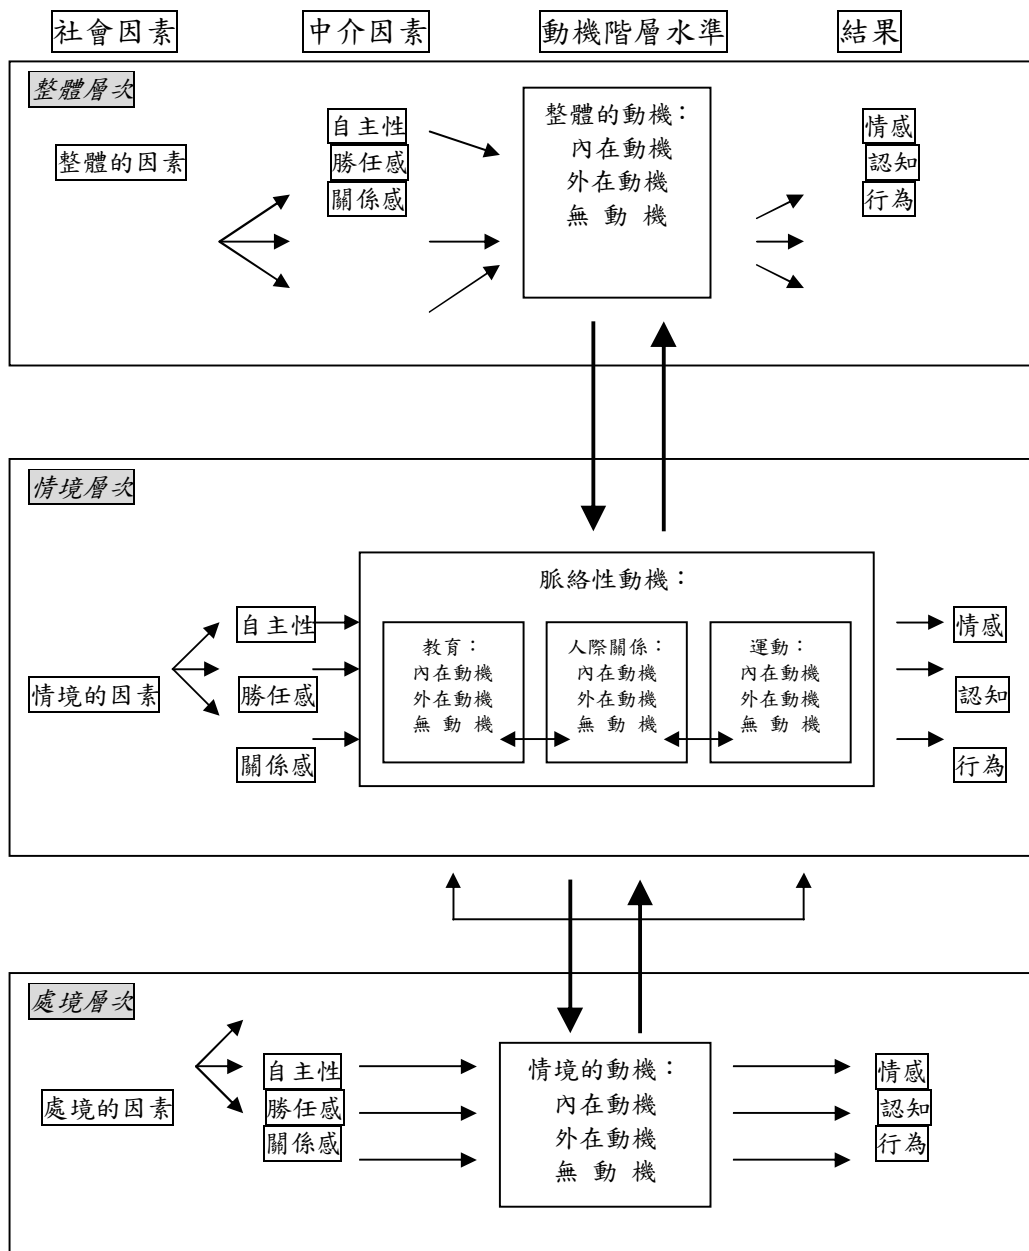 社會因素 中介因素 動機階層水準 結果
整體層次
整體的因素
自主性
勝任感
關係感
整體的動機：
內在動機
外在動機
無 動 機
情感
認知
行為
情境層次
情境的因素
自主性
勝任感
關係感
脈絡性動機：
教育：
內在動機
外在動機
無 動 機
人際關係：
內在動機
外在動機
無 動 機
運動：
內在動機
外在動機
無 動 機
情感
認知
行為
處境層次
處境的因素
自主性
勝任感
關係感
情境的動機：
內在動機
外在動機
無 動 機
情感
認知
行為